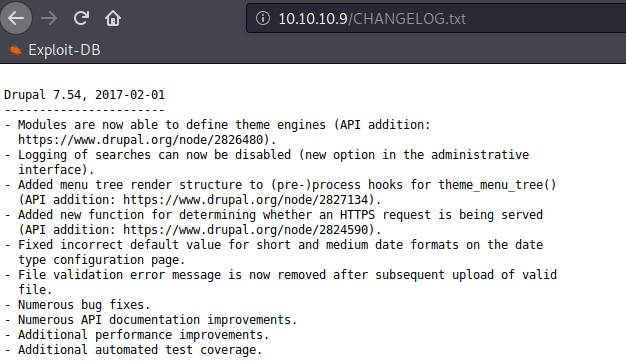 10.10.10.9/CHANGELOG.txt
Exploit-DB
Drupal 7.54, 2017-02-01
-----------------------
- Modules are now able to define theme engines (API addition:
https://www.drupal.org/node/2826480).
- Logging of searches can now be disabled (new option in the administrative
interface).
- Added menu tree render structure to (pre-)process hooks for theme_menu_tree()
(API addition: https://www.drupal.org/node/2827134).
- Added new function for determining whether an HTTPS request is being served
(API addition: https://www.drupal.org/node/2824590).
- Fixed incorrect default value for short and medium date formats on the date
type configuration page.
- File validation error message is now removed after subsequent upload of valid
file.
- Numerous bug fixes.
- Numerous API documentation improvements.
- Additional performance improvements.
- Additional automated test coverage.